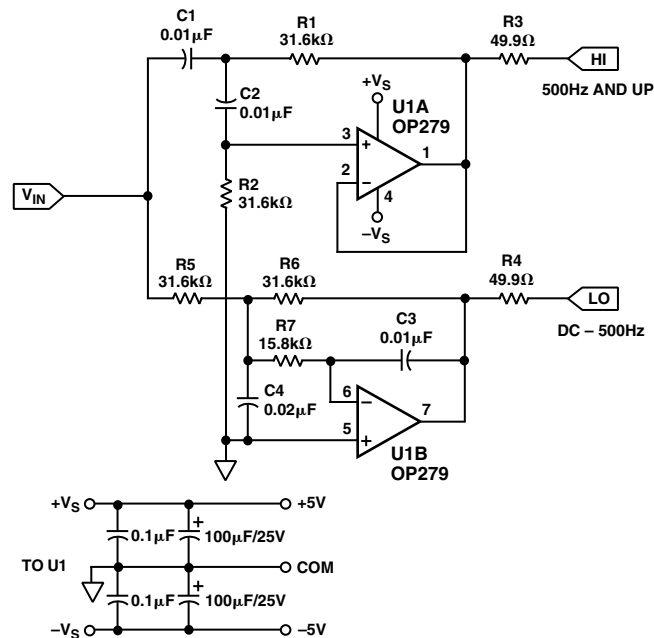 C1
0.01μF
R1
31.6kΩ
R3
49.9Ω
HI
500Hz AND UP
C2
0.01μF
+VS
U1A
OP279
3
+
2
−
1
4
−VS
R2
31.6kΩ
VIN
R5
31.6kΩ
R6
31.6kΩ
R4
49.9Ω
LO
DC – 500Hz
R7
15.8kΩ
C3
0.01μF
C4
0.02μF
6
−
5
+
7
U1B
OP279
+VS
+5V
0.1μF
+
100μF/25V
TO U1
COM
0.1μF
+
100μF/25V
−VS
−5V